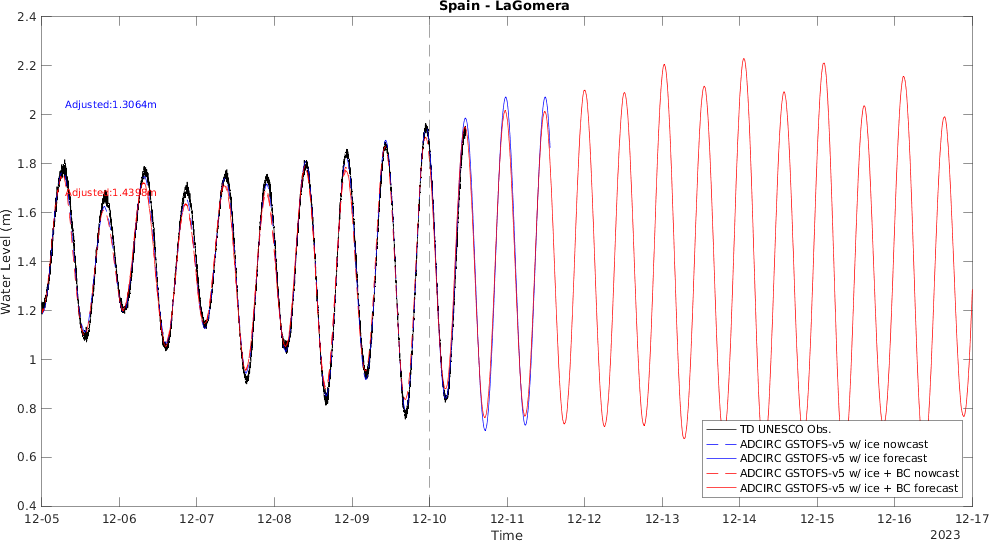 Spain - LaGomera
Water Level (m)
2.4
2.2
2
1.8
1.6
1.4
1.2
1
0.8
0.6
0.4
Adjusted:1.3064m
Adjusted:1.4398m
TD UNESCO Obs.
ADCIRC GSTOFS-v5 w/ ice nowcast
ADCIRC GSTOFS-v5 w/ ice forecast
ADCIRC GSTOFS-v5 w/ ice + BC nowcast
ADCIRC GSTOFS-v5 w/ ice + BC forecast
12-05 12-06 12-07 12-08 12-09 12-10 12-11 12-12 12-13 12-14 12-15 12-16 12-17
Time
2023